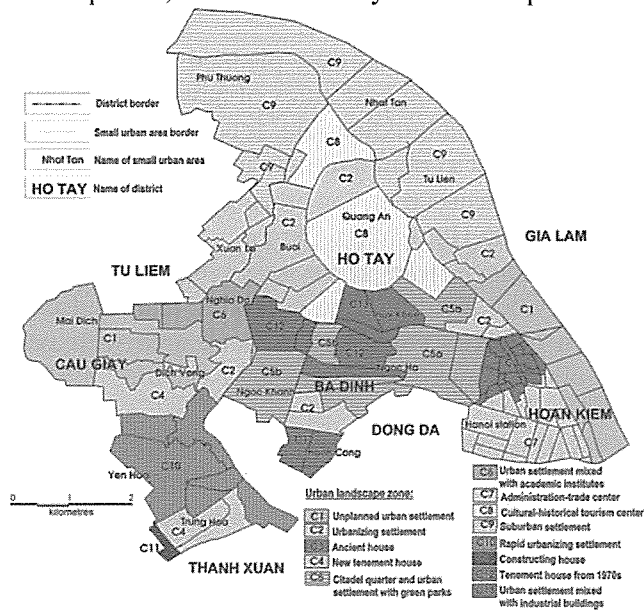 District border
Small urban area border
Nhat Tan
Name of small urban area
HO TAY
Name of district
Phu Thuong
C9
C9
Nhat Tan
C9
C8
C2
C9
Tu Lien
C9
C2
Quang An
C8
HO TAY
C2
Buoi
Xuan La
GIA LAM
TU LIEM
Nghia Do
C6
C2
C1
Mai Dich
C1
CAU GIAY
Dich Vong
C4
C2
C5b
C5b
Ngoc Khanh
C5a
Ngoc Ha
BA DINH
C2
Cong
DONG DA
HOAN KIEM
Hanoi station
C7
Yen Hoa
C10
Trung Hoa
C4
C11
THANH XUAN
0 1 2
kilometres
Urban landscape zone:
C1 Unplanned urban settlement
C2 Urbanizing settlement
Ancient house
C4 New tenement house
Citadel quarter and urban
settlement with green parks
C6 Urban settlement mixed
with academic institutes
C7 Administration-trade center
C8 Cultural-historical tourism center
C9 Suburban settlement
C10 Rapid urbanizing settlement
Constructing house
Tenement house from 1970s
Urban settlement mixed
with industrial buildings